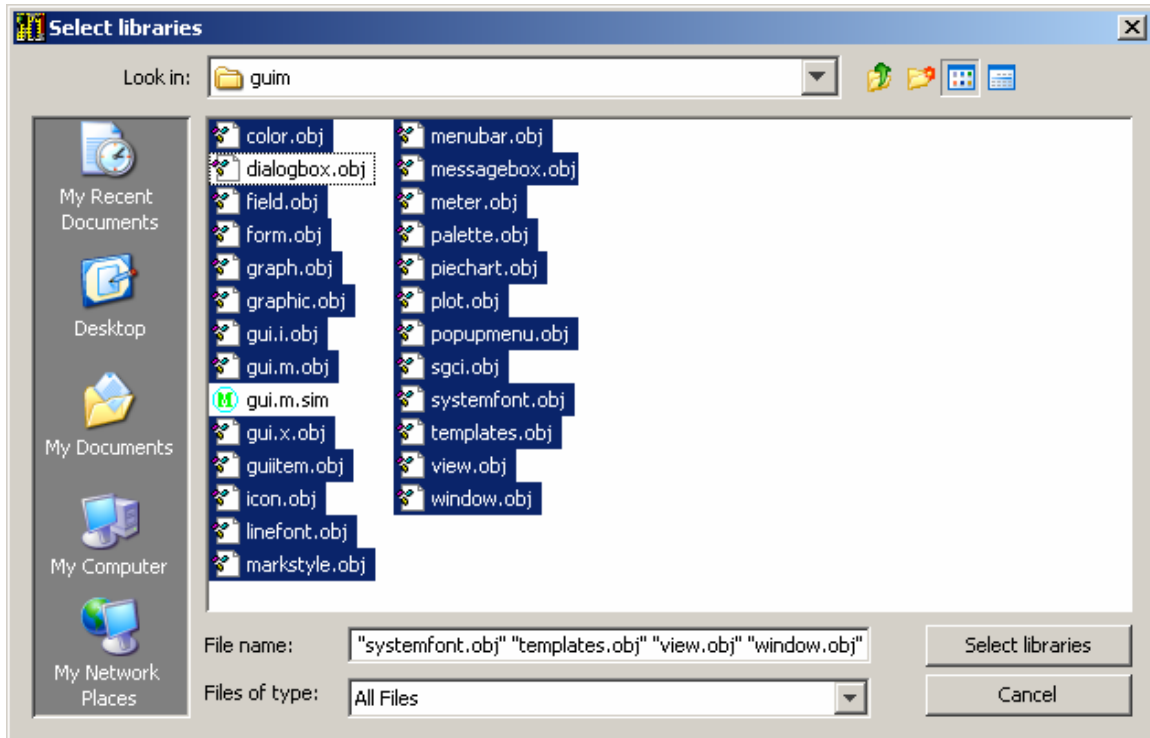 Select libraries
Look in:
guim
My Recent
Documents
Desktop
My Documents
My Computer
My Network
Places
color.obj
dialogbox.obj
field.obj
form.obj
graph.obj
graphic.obj
gui.i.obj
gui.m.obj
gui.m.sim
gui.x.obj
guiitem.obj
icon.obj
linefont.obj
markstyle.obj
menubar.obj
messagebox.obj
meter.obj
palette.obj
piechart.obj
plot.obj
popupmenu.obj
sgci.obj
systemfont.obj
templates.obj
view.obj
window.obj
File name:
"systemfont.obj" "templates.obj" "view.obj" "window.obj"
Select libraries
Files of type:
All Files
Cancel